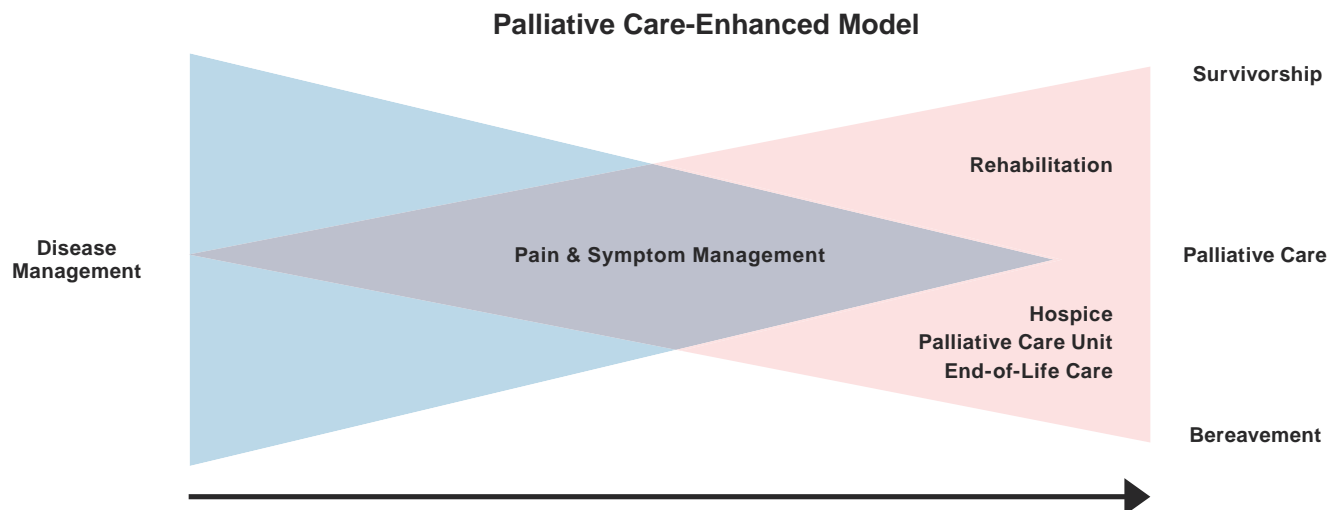 Palliative Care-Enhanced Model
Survivorship
Rehabilitation
Disease
Management
Pain & Symptom Management
Palliative Care
Hospice
Palliative Care Unit
End-of-Life Care
Bereavement